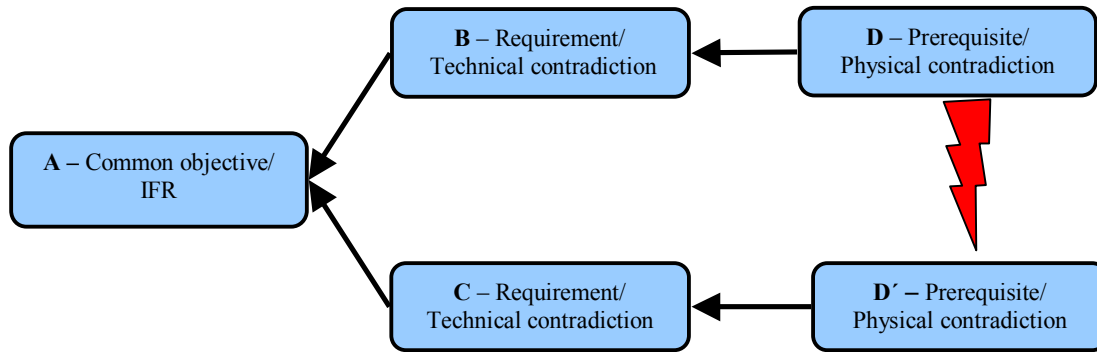 B – Requirement/
Technical contradiction
D – Prerequisite/
Physical contradiction
A – Common objective/
IFR
C – Requirement/
Technical contradiction
D´ – Prerequisite/
Physical contradiction